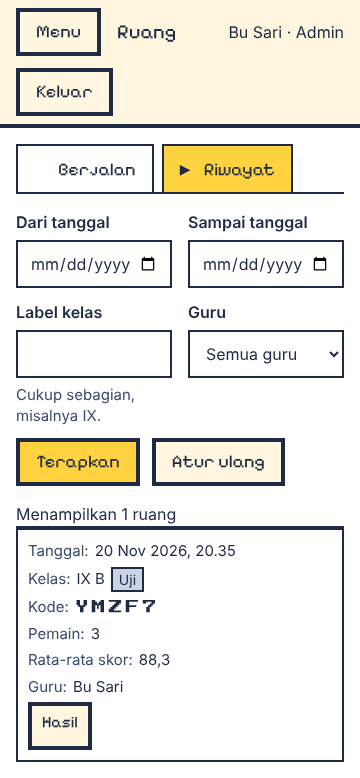 Menu Ruang Bu Sari · Admin
Keluar
Berjalan ► Riwayat
Dari tanggal Sampai tanggal
mm/dd/yyyy mm/dd/yyyy
Label kelas Guru
Semua guru
Cukup sebagian,
misalnya IX.
Terapkan Atur ulang
Menampilkan 1 ruang
Tanggal: 20 Nov 2026, 20.35
Kelas: IX B Uji
Kode: YMZF7
Pemain: 3
Rata-rata skor: 88,3
Guru: Bu Sari
Hasil